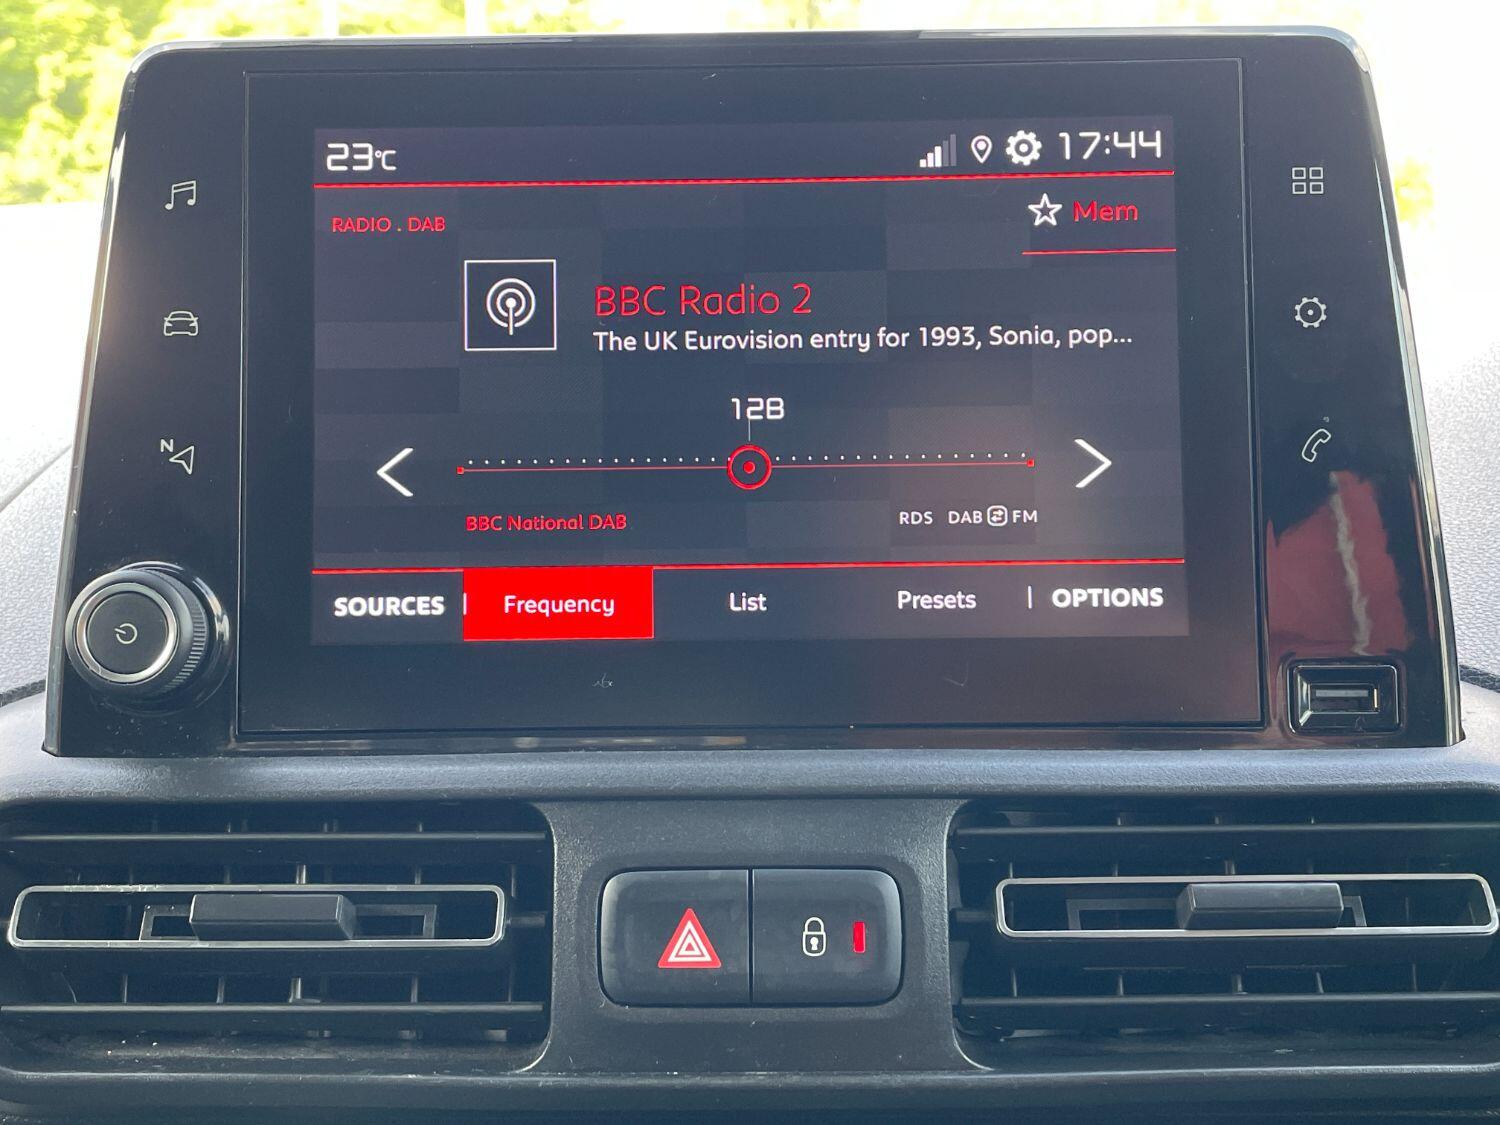 23°C 17:44
RADIO . DAB
Mem
BBC Radio 2
The UK Eurovision entry for 1993, Sonia, pop...
12B
BBC National DAB
RDS DAB FM
SOURCES Frequency List Presets OPTIONS
N